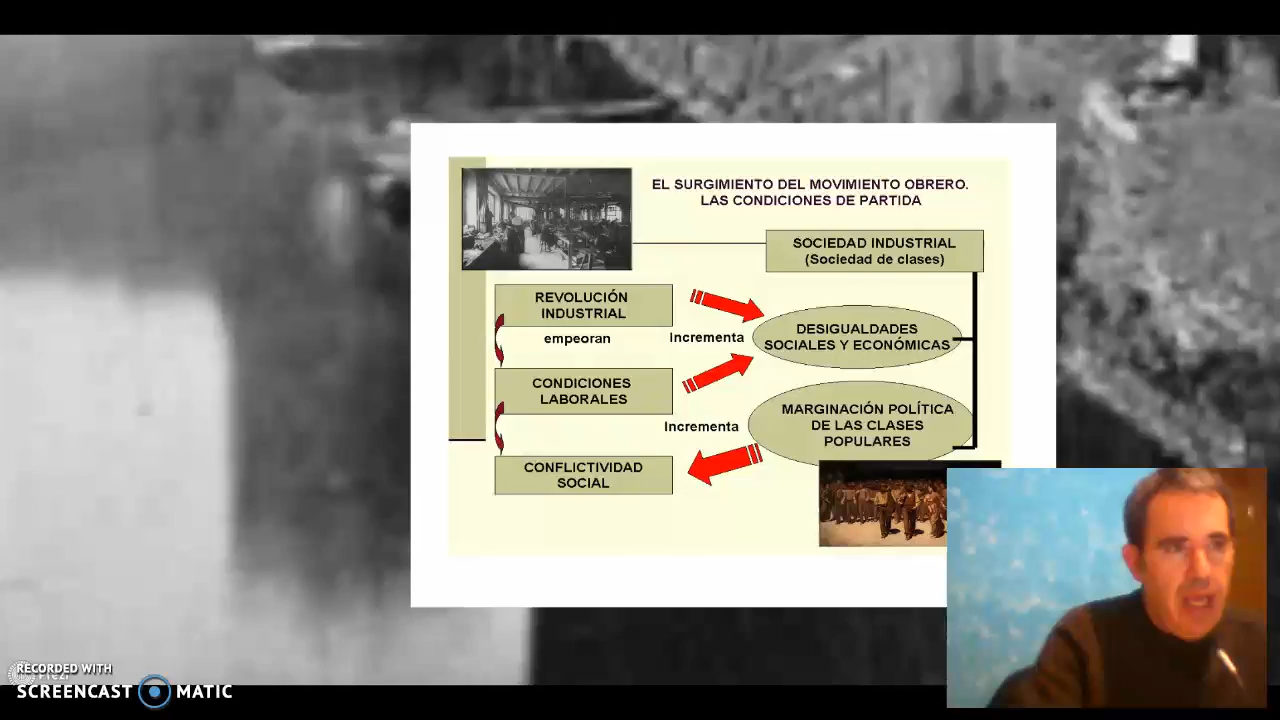 EL SURGIMIENTO DEL MOVIMIENTO OBRERO.
LAS CONDICIONES DE PARTIDA
SOCIEDAD INDUSTRIAL
(Sociedad de clases)
REVOLUCIÓN
INDUSTRIAL
empeoran
Incrementa
DESIGUALDADES
SOCIALES Y ECONÓMICAS
CONDICIONES
LABORALES
Incrementa
MARGINACIÓN POLÍTICA
DE LAS CLASES
POPULARES
CONFLICTIVIDAD
SOCIAL
RECORDED WITH
SCREENCAST MATIC